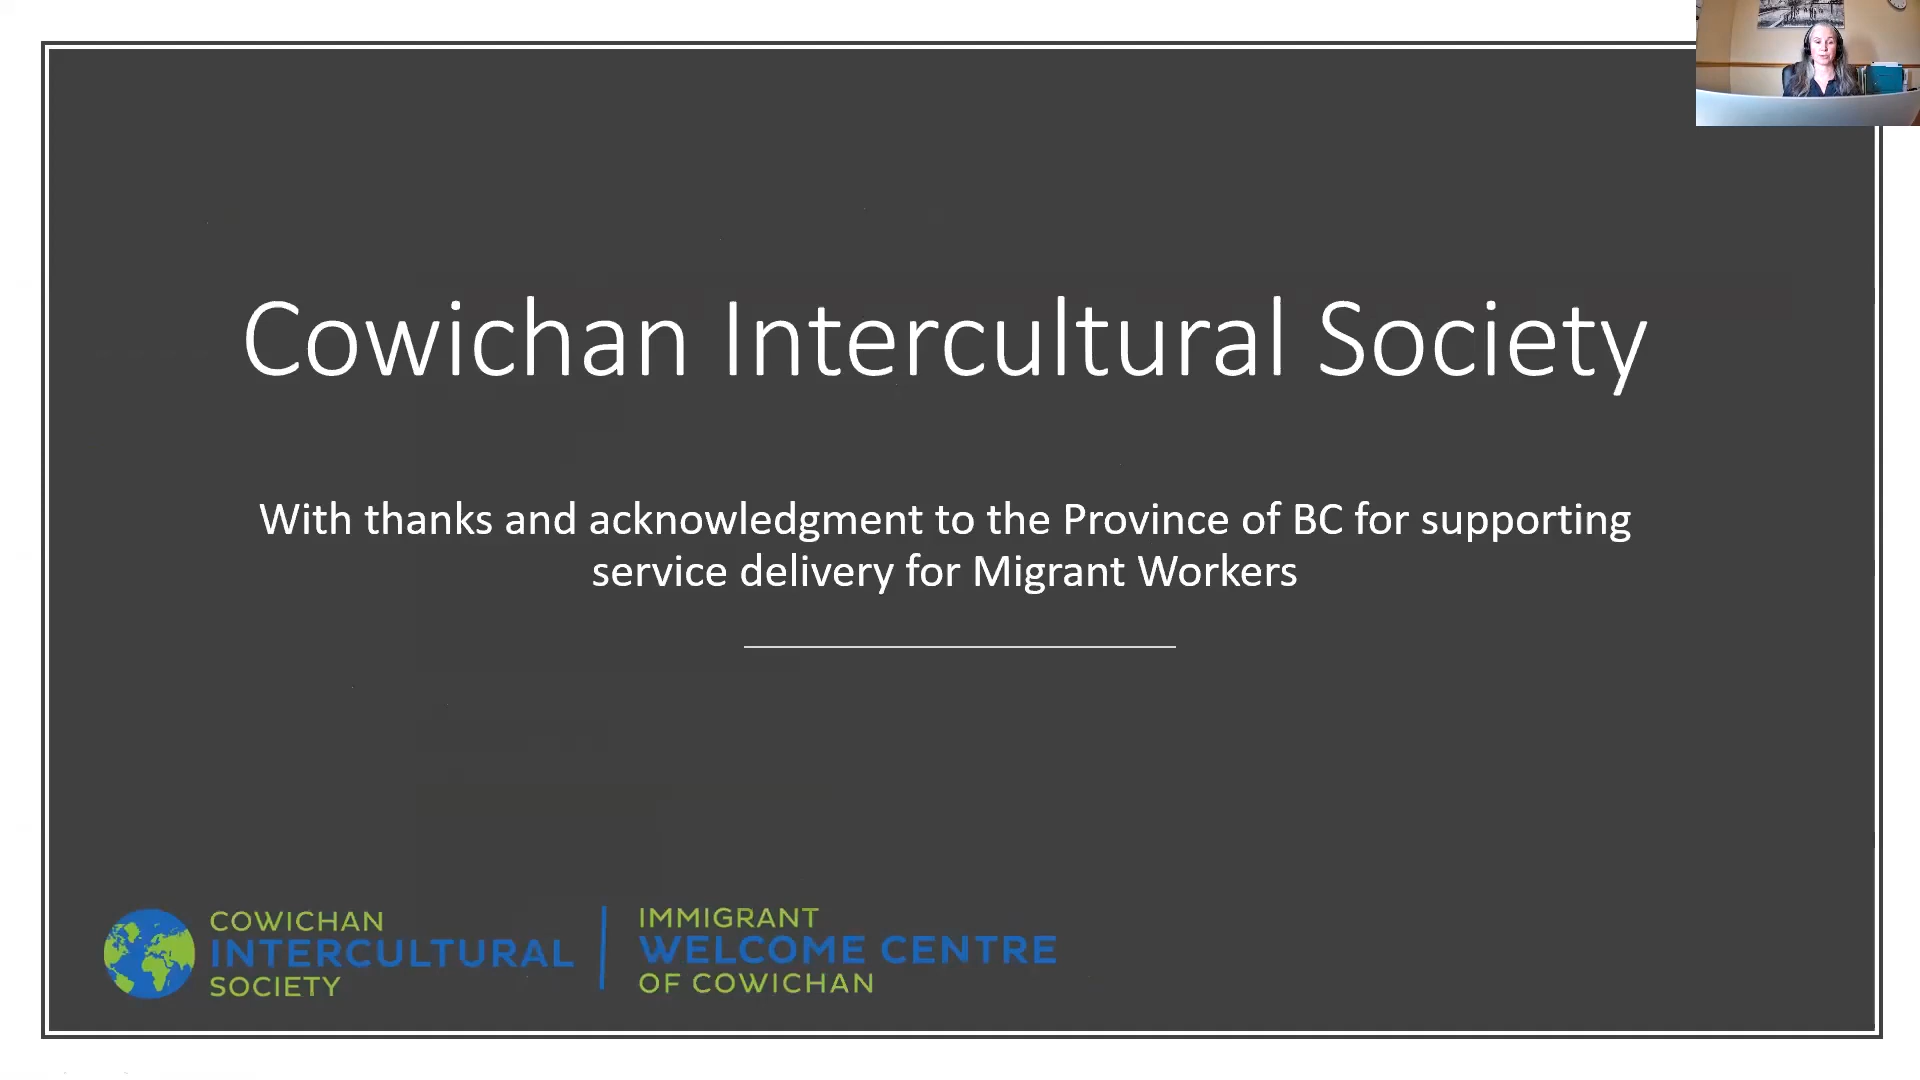 Cowichan Intercultural Society
With thanks and acknowledgment to the Province of BC for supporting
service delivery for Migrant Workers
COWICHAN
INTERCULTURAL
SOCIETY
IMMIGRANT
WELCOME CENTRE
OF COWICHAN